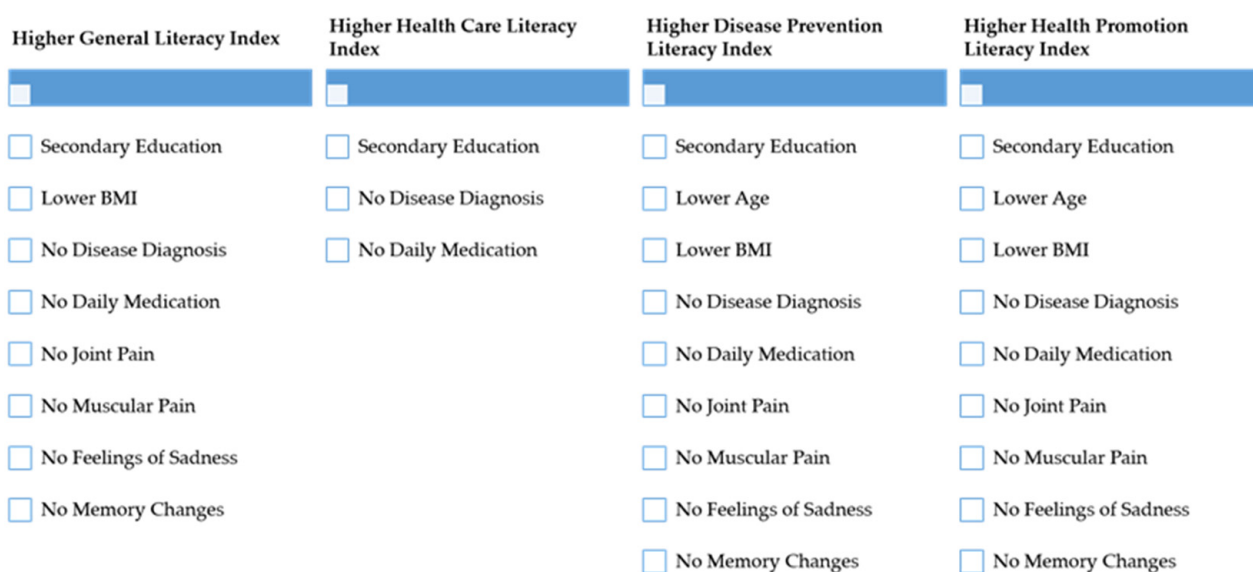 Higher General Literacy Index
Secondary Education
Lower BMI
No Disease Diagnosis
No Daily Medication
No Joint Pain
No Muscular Pain
No Feelings of Sadness
No Memory Changes
Higher Health Care Literacy
Index
Secondary Education
No Disease Diagnosis
No Daily Medication
Higher Disease Prevention
Literacy Index
Secondary Education
Lower Age
Lower BMI
No Disease Diagnosis
No Daily Medication
No Joint Pain
No Muscular Pain
No Feelings of Sadness
No Memory Changes
Higher Health Promotion
Literacy Index
Secondary Education
Lower Age
Lower BMI
No Disease Diagnosis
No Daily Medication
No Joint Pain
No Muscular Pain
No Feelings of Sadness
No Memory Changes